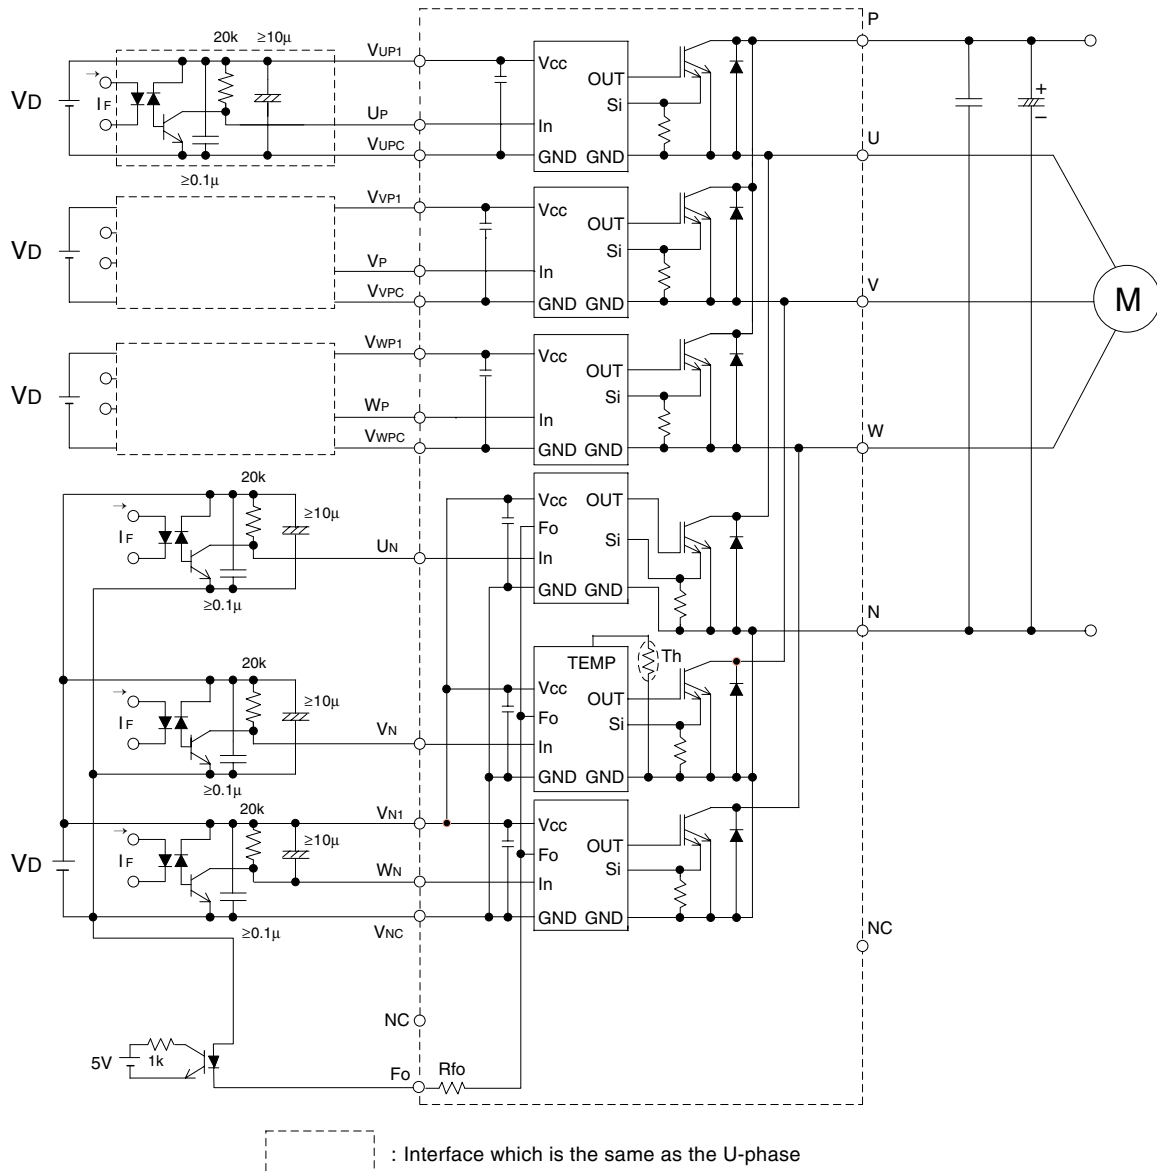 P
20k ≥10μ
VUP1
Vcc
OUT
+
VD
→
IF
Si
−
UP
In
U
VUPC
GND GND
≥0.1μ
VVP1
Vcc
OUT
VD
Si
VP
In
VVPC
GND GND
V
M
VWP1
Vcc
OUT
VD
Si
WP
In
W
VWPC
GND GND
20k
Vcc OUT
→
≥10μ
Fo
IF
Si
UN
In
GND GND
N
≥0.1μ
TEMP
Th
20k
Vcc
→
≥10μ
OUT
IF
Fo
Si
VN
In
GND GND
≥0.1μ
20k
VN1
Vcc
→
≥10μ
OUT
VD
IF
Fo
Si
WN
In
GND GND
VNC
≥0.1μ
NC
NC
5V
1k
Fo
Rfo
: Interface which is the same as the U-phase